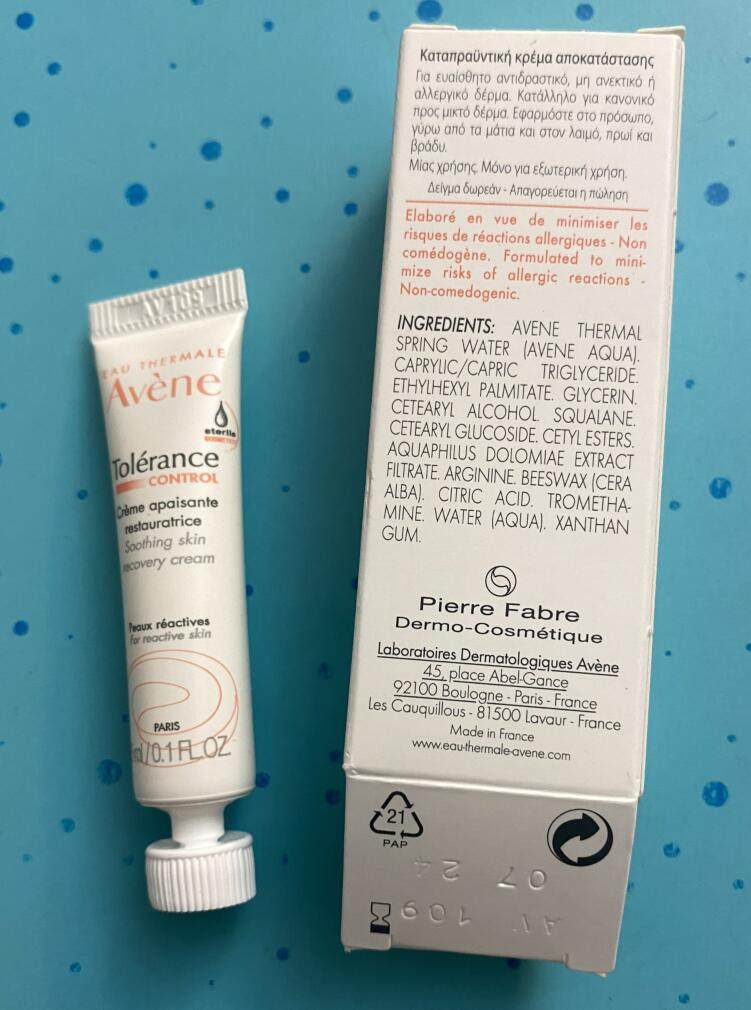 AV109
EAU THERMALE
Avène
sterile
COSMETICS
Tolérance
CONTROL
Crème apaisante
restauratrice
Soothing skin
recovery cream
Peaux réactives
For reactive skin
PARIS
/0.1 FL.OZ.
Καταπραϋντική κρέμα αποκατάστασης
Για ευαίσθητο αντιδραστικό, μη ανεκτικό ή
αλλεργικό δέρμα. Κατάλληλο για κανονικό
προς μικτό δέρμα. Εφαρμόστε στο πρόσωπο,
γύρω από τα μάτια και στον λαιμό, πρωί και
βράδυ.
Μίας χρήσης. Μόνο για εξωτερική χρήση.
Δείγμα δωρεάν - Απαγορεύεται η πώληση
Elaboré en vue de minimiser les
risques de réactions allergiques - Non
comédogène. Formulated to mini-
mize risks of allergic reactions -
Non-comedogenic.
INGREDIENTS: AVENE THERMAL
SPRING WATER (AVENE AQUA).
CAPRYLIC/CAPRIC TRIGLYCERIDE.
ETHYLHEXYL PALMITATE. GLYCERIN.
CETEARYL ALCOHOL. SQUALANE.
CETEARYL GLUCOSIDE. CETYL ESTERS.
AQUAPHILUS DOLOMIAE EXTRACT
FILTRATE. ARGININE. BEESWAX (CERA
ALBA). CITRIC ACID. TROMETHA-
MINE. WATER (AQUA). XANTHAN
GUM.
Pierre Fabre
Dermo-Cosmétique
Laboratoires Dermatologiques Avène
45, place Abel-Gance
92100 Boulogne - Paris - France
Les Cauquillous - 81500 Lavaur - France
Made in France
www.eau-thermale-avene.com
21
PAP
07 24
AV 109